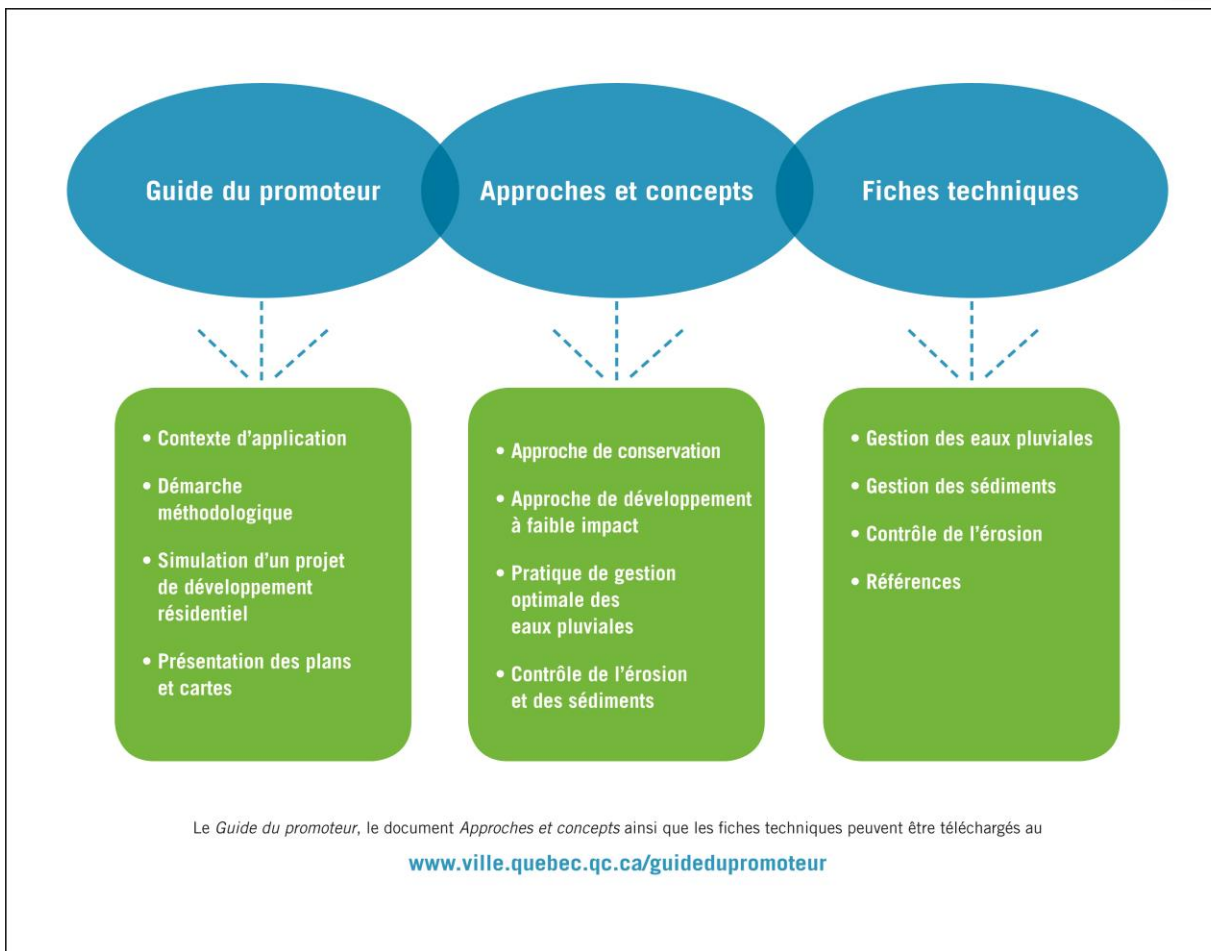 Guide du promoteur
Approches et concepts
Fiches techniques
• Contexte d'application
• Démarche
méthodologique
• Simulation d'un projet
de développement
résidentiel
• Présentation des plans
et cartes
• Approche de conservation
• Approche de développement
à faible impact
• Pratique de gestion
optimale des
eaux pluviales
• Contrôle de l'érosion
et des sédiments
• Gestion des eaux pluviales
• Gestion des sédiments
• Contrôle de l'érosion
• Références
Le Guide du promoteur, le document Approches et concepts ainsi que les fiches techniques peuvent être téléchargés au
www.ville.quebec.qc.ca/guidedupromoteur